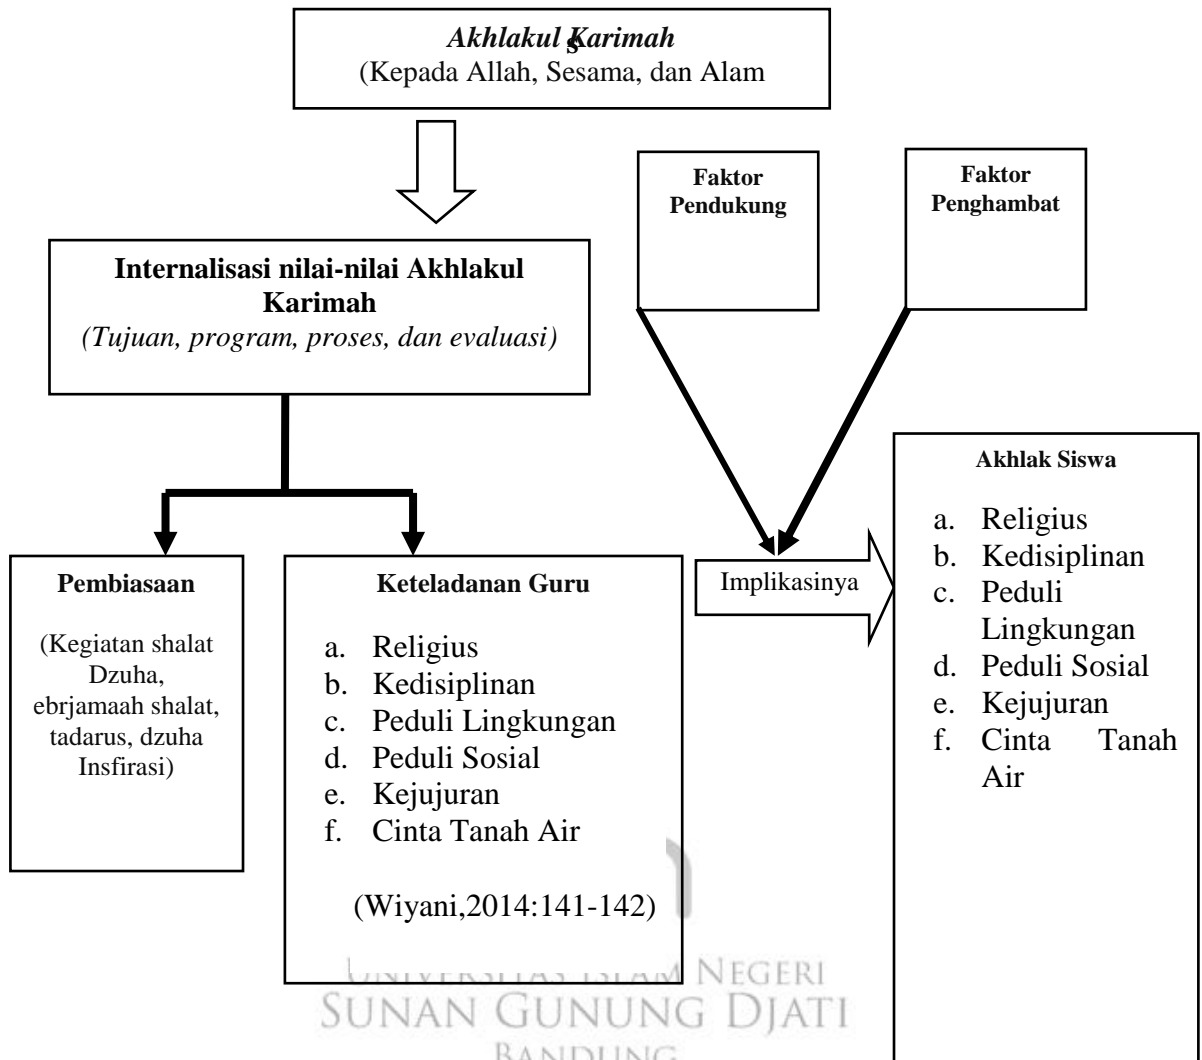 Akhlakul Karimah
s
(Kepada Allah, Sesama, dan Alam
Faktor
Pendukung
Faktor
Penghambat
Internalisasi nilai-nilai Akhlakul
Karimah
(Tujuan, program, proses, dan evaluasi)
Pembiasaan
(Kegiatan shalat
Dzuha,
ebrjamaah shalat,
tadarus, dzuha
Insfirasi)
Keteladanan Guru
a. Religius
b. Kedisiplinan
c. Peduli Lingkungan
d. Peduli Sosial
e. Kejujuran
f. Cinta Tanah Air
(Wiyani,2014:141-142)
Implikasinya
Akhlak Siswa
a. Religius
b. Kedisiplinan
c. Peduli
Lingkungan
d. Peduli Sosial
e. Kejujuran
f. Cinta Tanah
Air
UNIVERSITAS ISLAM NEGERI
SUNAN GUNUNG DJATI
BANDUNG